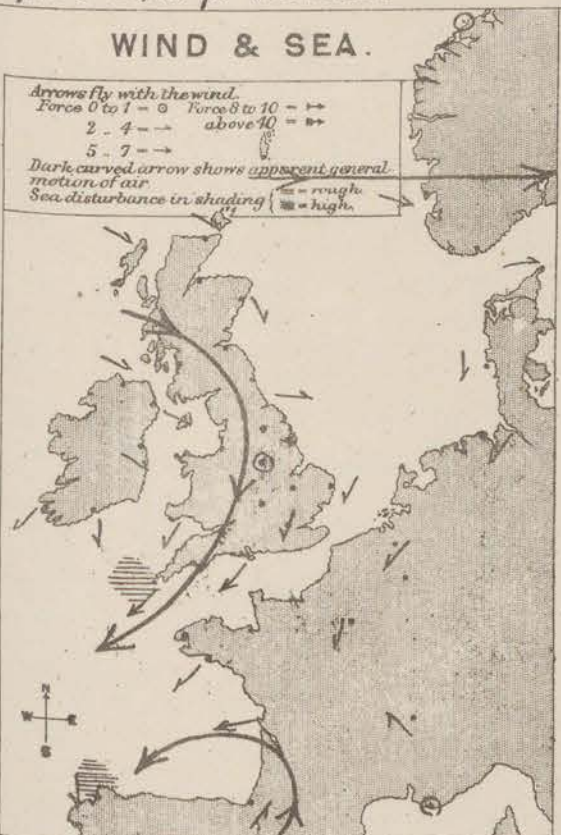 WIND & SEA.
Arrows fly with the wind.
Force 0 to 1 = ⊙ Force 8 to 10 =
2 .. 4 = → above 10 =
5 .. 7 = →
Dark curved arrow shows apparent general
motion of air
Sea disturbance in shading { = rough.
= high.
N
W E
S